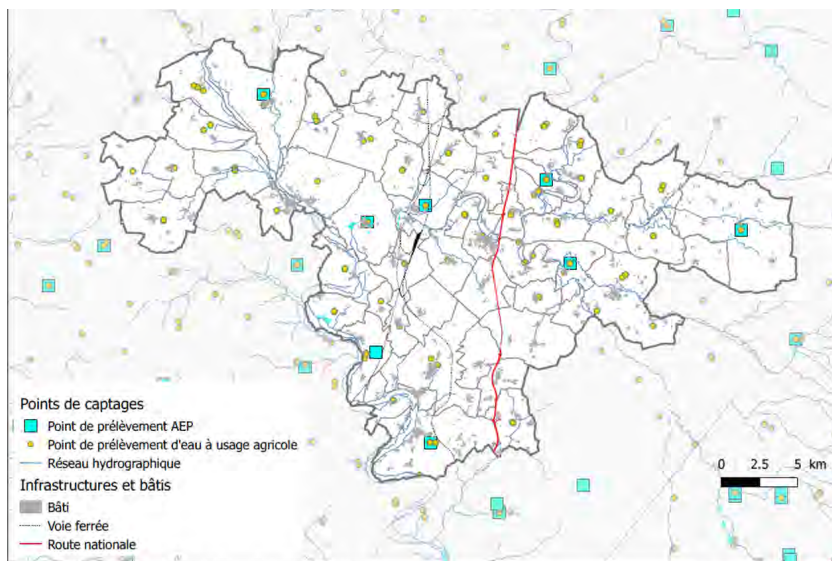 Points de captages
Point de prélèvement AEP
Point de prélèvement d'eau à usage agricole
Réseau hydrographique
Infrastructures et bâtis
Bâti
Voie ferrée
Route nationale
0 2.5 5 km